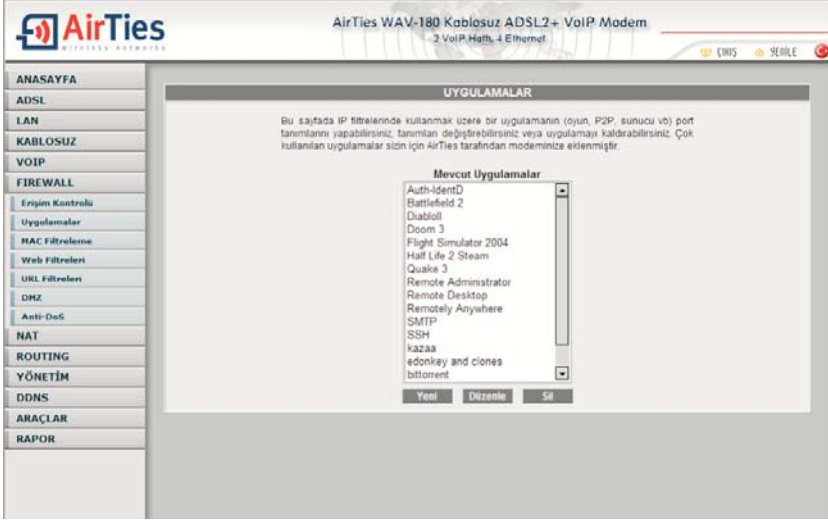 AirTies
wireless networks
AirTies WAV-180 Kablosuz ADSL2+ VoIP Modem
2 VoIP Hattı, 4 Ethernet
ÇIKIŞ
YENİLE
ANASAYFA
ADSL
LAN
KABLOSUZ
VOIP
FIREWALL
Erişim Kontrolü
Uygulamalar
MAC Filtreleme
Web Filtreleri
URL Filtreleri
DMZ
Anti-DoS
NAT
ROUTING
YÖNETİM
DDNS
ARAÇLAR
RAPOR
UYGULAMALAR
Bu sayfada IP filtrelerinde kullanmak üzere bir uygulamanın (oyun, P2P, sunucu vb) port
tanımlarını yapabilirsiniz, tanımları değiştirebilirsiniz veya uygulamayı kaldırabilirsiniz. Çok
kullanılan uygulamalar sizin için AirTies tarafından modeminize eklenmiştir.
Mevcut Uygulamalar
Auth-IdentD
Battlefield 2
DiabloII
Doom 3
Flight Simulator 2004
Half Life 2 Steam
Quake 3
Remote Administrator
Remote Desktop
Remotely Anywhere
SMTP
SSH
kazaa
edonkey and clones
bittorrent
Yeni
Düzenle
Sil